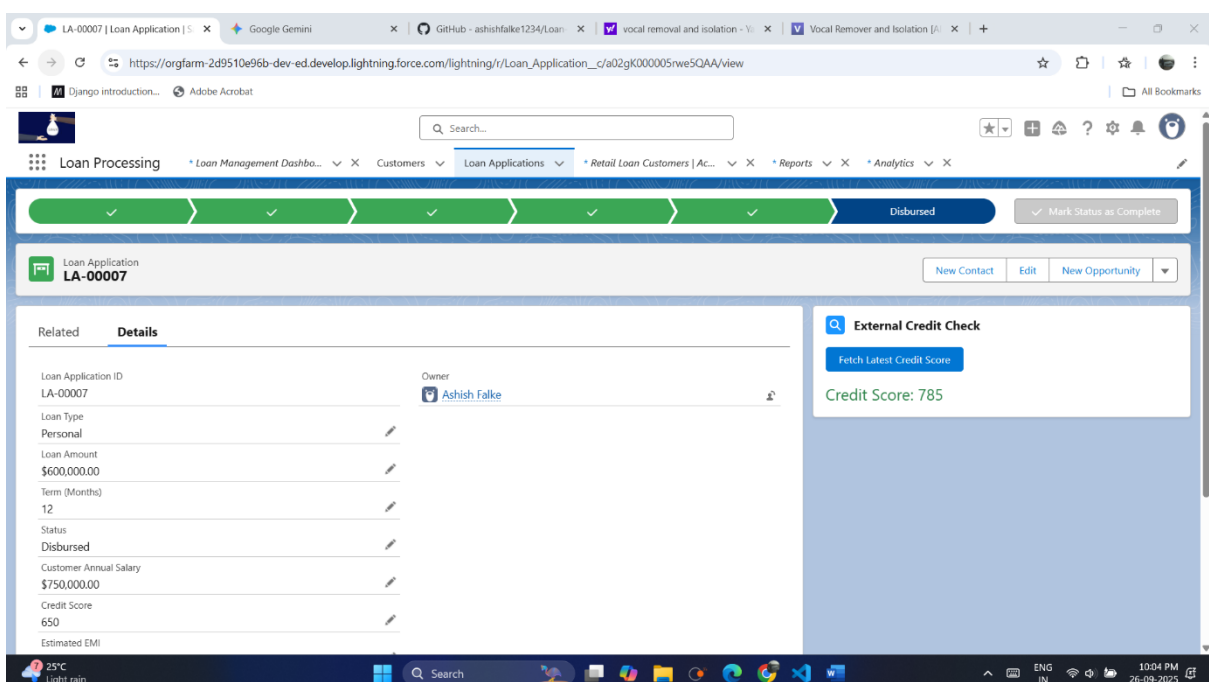 LA-00007 | Loan Application | S
Google Gemini
GitHub - ashishfalke1234/Loan-
vocal removal and isolation - Ya
Vocal Remover and Isolation [A
https://orgfarm-2d9510e96b-dev-ed.develop.lightning.force.com/lightning/r/Loan_Application__c/a02gK000005rwe5QAA/view
Django introduction...
Adobe Acrobat
All Bookmarks
Search...
Loan Processing
* Loan Management Dashbo...
Customers
Loan Applications
* Retail Loan Customers | Ac...
* Reports
* Analytics
Disbursed
Mark Status as Complete
Loan Application
LA-00007
New Contact
Edit
New Opportunity
Related
Details
Loan Application ID
LA-00007
Owner
Ashish Falke
Loan Type
Personal
Loan Amount
$600,000.00
Term (Months)
12
Status
Disbursed
Customer Annual Salary
$750,000.00
Credit Score
650
Estimated EMI
External Credit Check
Fetch Latest Credit Score
Credit Score: 785
7
25°C
Light rain
Search
ENG
IN
10:04 PM
26-09-2025